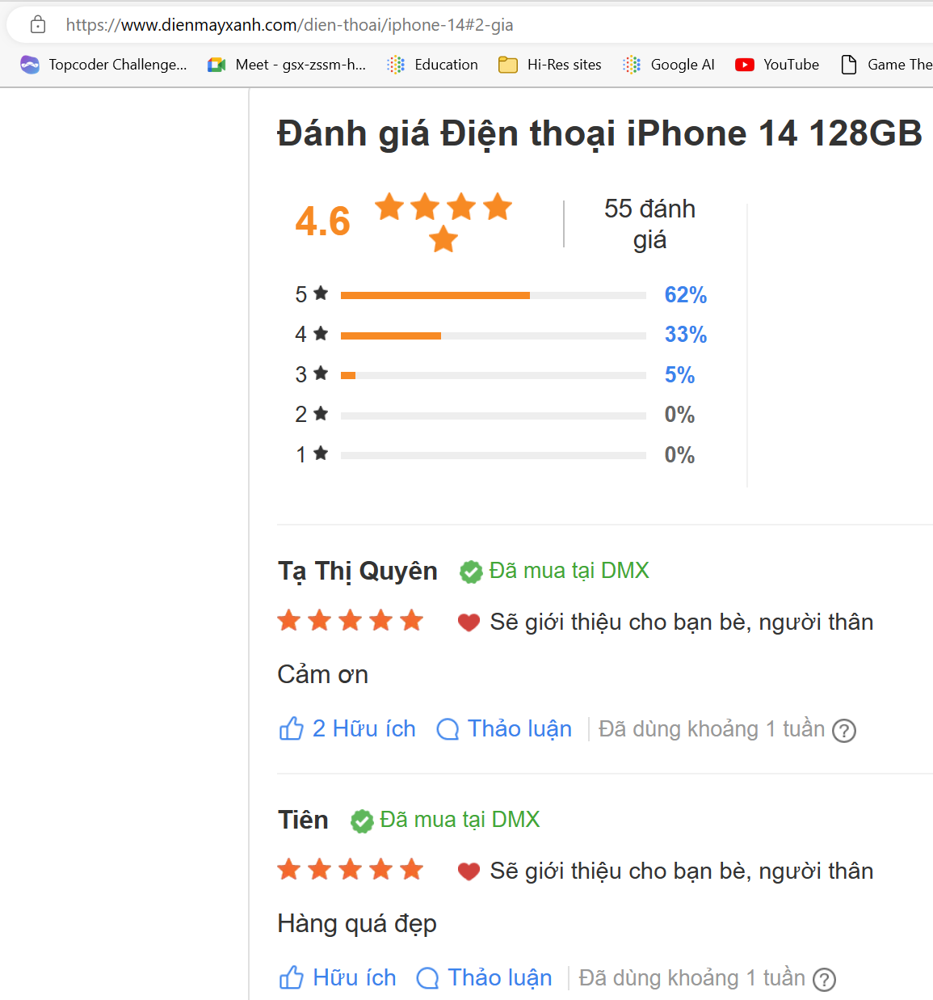 https://www.dienmayxanh.com/dien-thoai/iphone-14#2-gia
Topcoder Challenge... Meet - gsx-zssm-h... Education Hi-Res sites Google AI YouTube Game The
Đánh giá Điện thoại iPhone 14 128GB
4.6
55 đánh
giá
5 62%
4 33%
3 5%
2 0%
1 0%
Tạ Thị Quyên Đã mua tại DMX
Sẽ giới thiệu cho bạn bè, người thân
Cảm ơn
2 Hữu ích Thảo luận Đã dùng khoảng 1 tuần ?
Tiên Đã mua tại DMX
Sẽ giới thiệu cho bạn bè, người thân
Hàng quá đẹp
Hữu ích Thảo luận Đã dùng khoảng 1 tuần ?